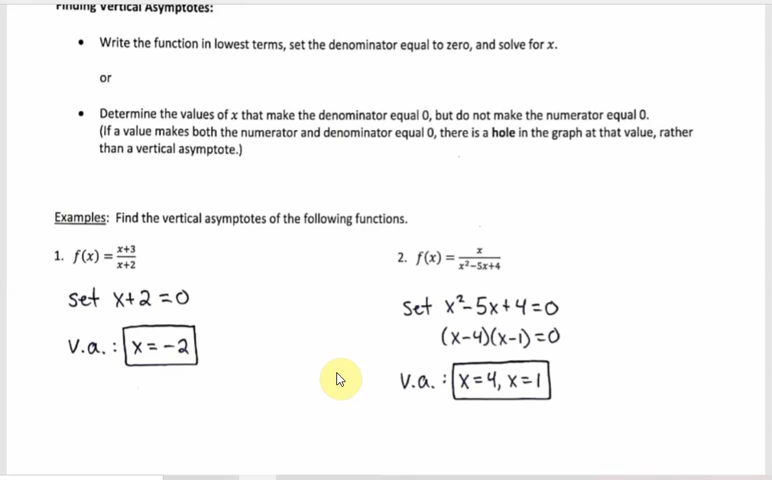 Finding Vertical Asymptotes:
• Write the function in lowest terms, set the denominator equal to zero, and solve for x.
or
• Determine the values of x that make the denominator equal 0, but do not make the numerator equal 0.
(If a value makes both the numerator and denominator equal 0, there is a hole in the graph at that value, rather
than a vertical asymptote.)
Examples: Find the vertical asymptotes of the following functions.
1. f(x) = x+3/x+2
set x+2=0
V.a.: x=-2
2. f(x) = x/x²-5x+4
set x²-5x+4=0
(x-4)(x-1)=0
V.a.: x=4, x=1